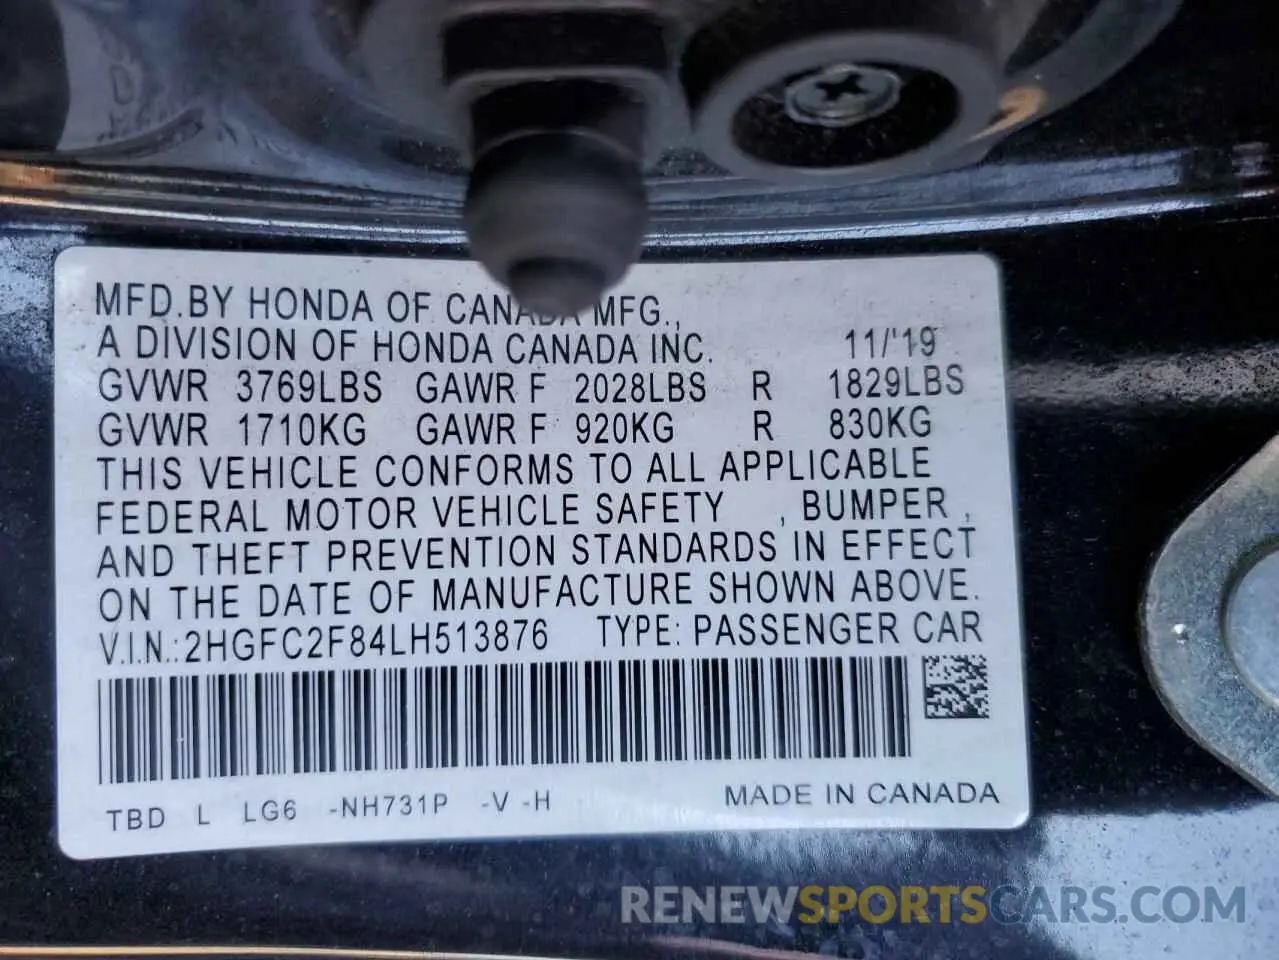 MFD.BY HONDA OF CANADA MFG.,
A DIVISION OF HONDA CANADA INC. 11/'19
GVWR 3769LBS GAWR F 2028LBS R 1829LBS
GVWR 1710KG GAWR F 920KG R 830KG
THIS VEHICLE CONFORMS TO ALL APPLICABLE
FEDERAL MOTOR VEHICLE SAFETY , BUMPER ,
AND THEFT PREVENTION STANDARDS IN EFFECT
ON THE DATE OF MANUFACTURE SHOWN ABOVE.
V.I.N.:2HGFC2F84LH513876 TYPE: PASSENGER CAR
TBD L LG6 -NH731P -V -H MADE IN CANADA
RENEWSPORTSCARS.COM